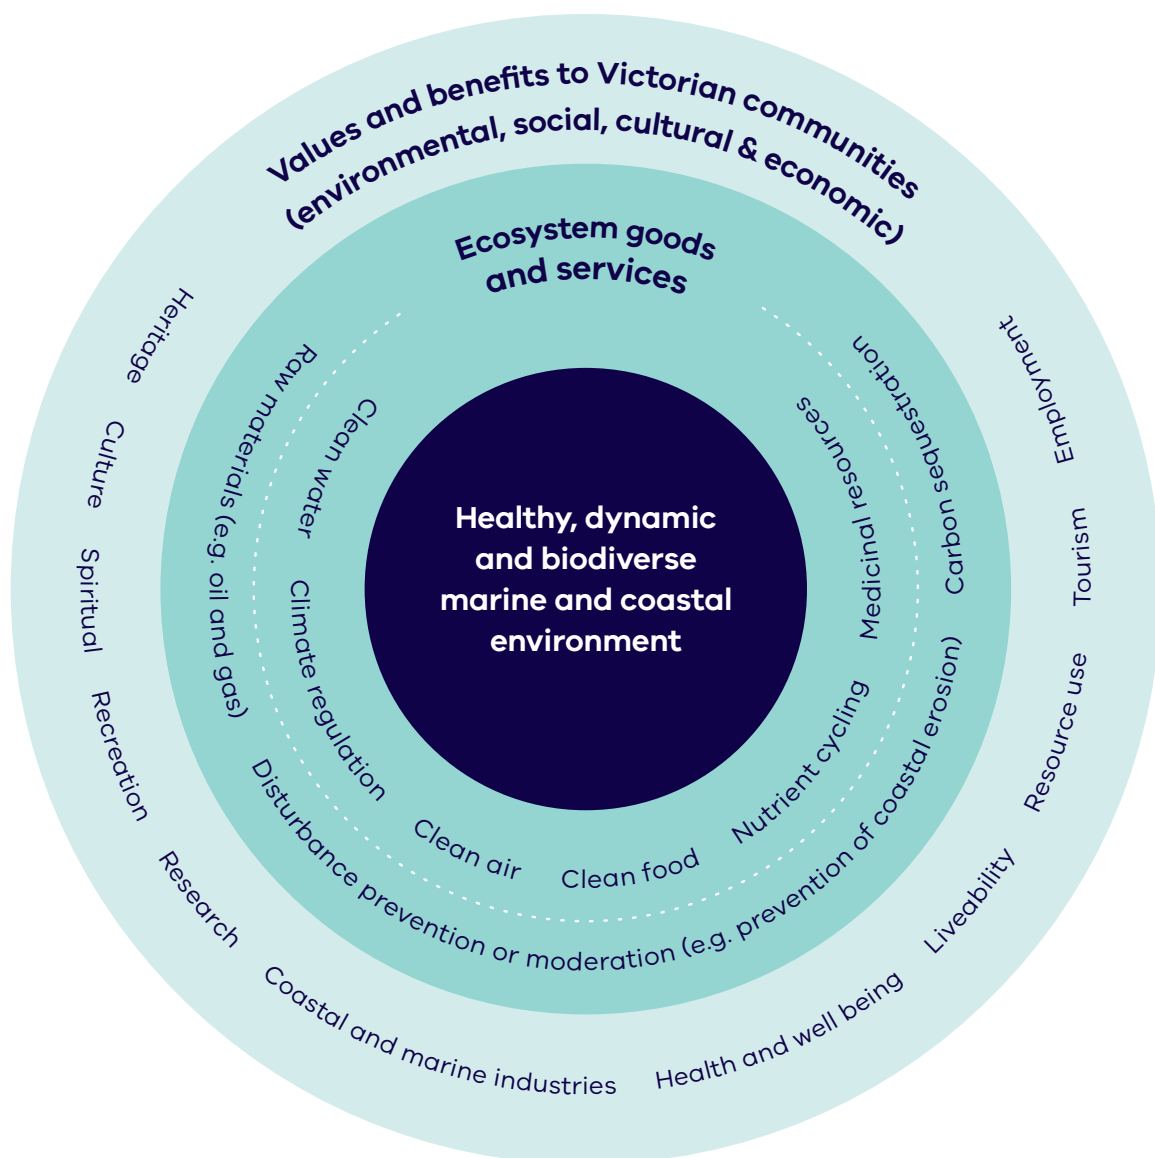 Values and benefits to Victorian communities
(environmental, social, cultural & economic)
Ecosystem goods
and services
Healthy, dynamic
and biodiverse
marine and coastal
environment
Clean water
Climate regulation
Clean air
Clean food
Nutrient cycling
Medicinal resources
Raw materials (e.g. oil and gas)
Disturbance prevention or moderation (e.g. prevention of coastal erosion)
Carbon sequestration
Heritage
Culture
Spiritual
Recreation
Research
Coastal and marine industries
Health and well being
Liveability
Resource use
Tourism
Employment